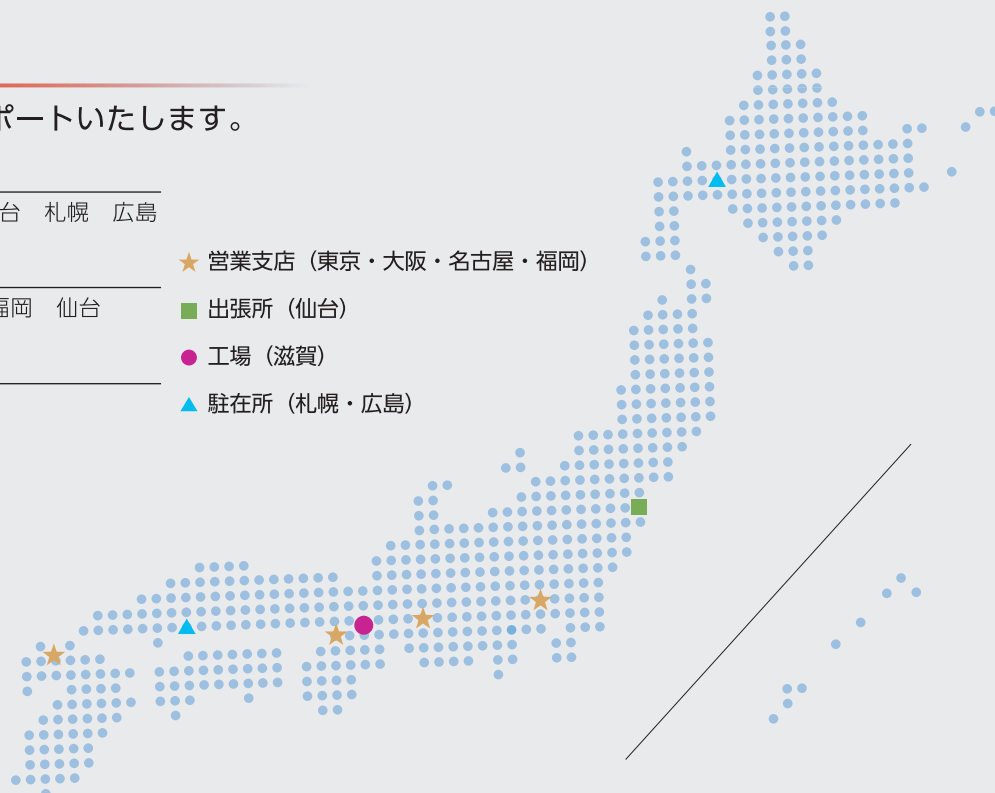 ポートいたします。
台 札幌 広島
営業支店（東京・大阪・名古屋・福岡）
福岡 仙台
出張所（仙台）
工場（滋賀）
駐在所（札幌・広島）